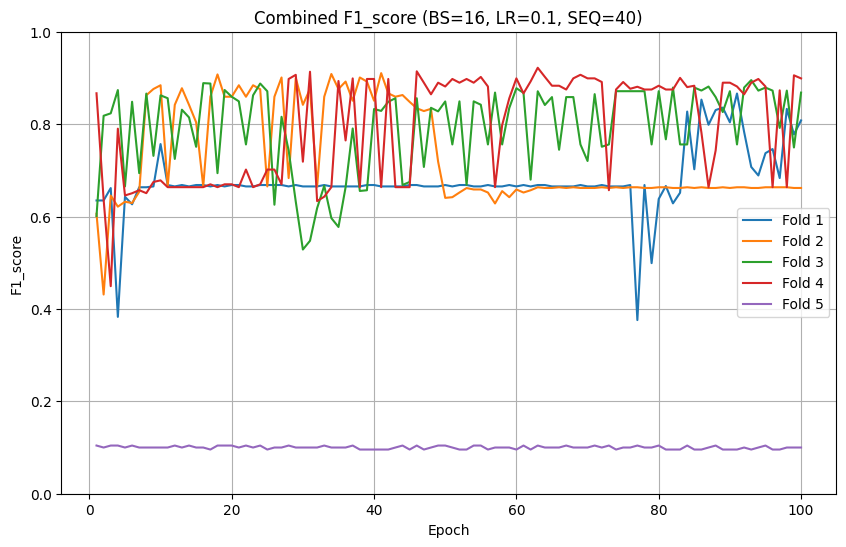 Combined F1_score (BS=16, LR=0.1, SEQ=40)
1.0
0.8
0.6
0.4
0.2
0.0
F1_score
Fold 1
Fold 2
Fold 3
Fold 4
Fold 5
0 20 40 60 80 100
Epoch